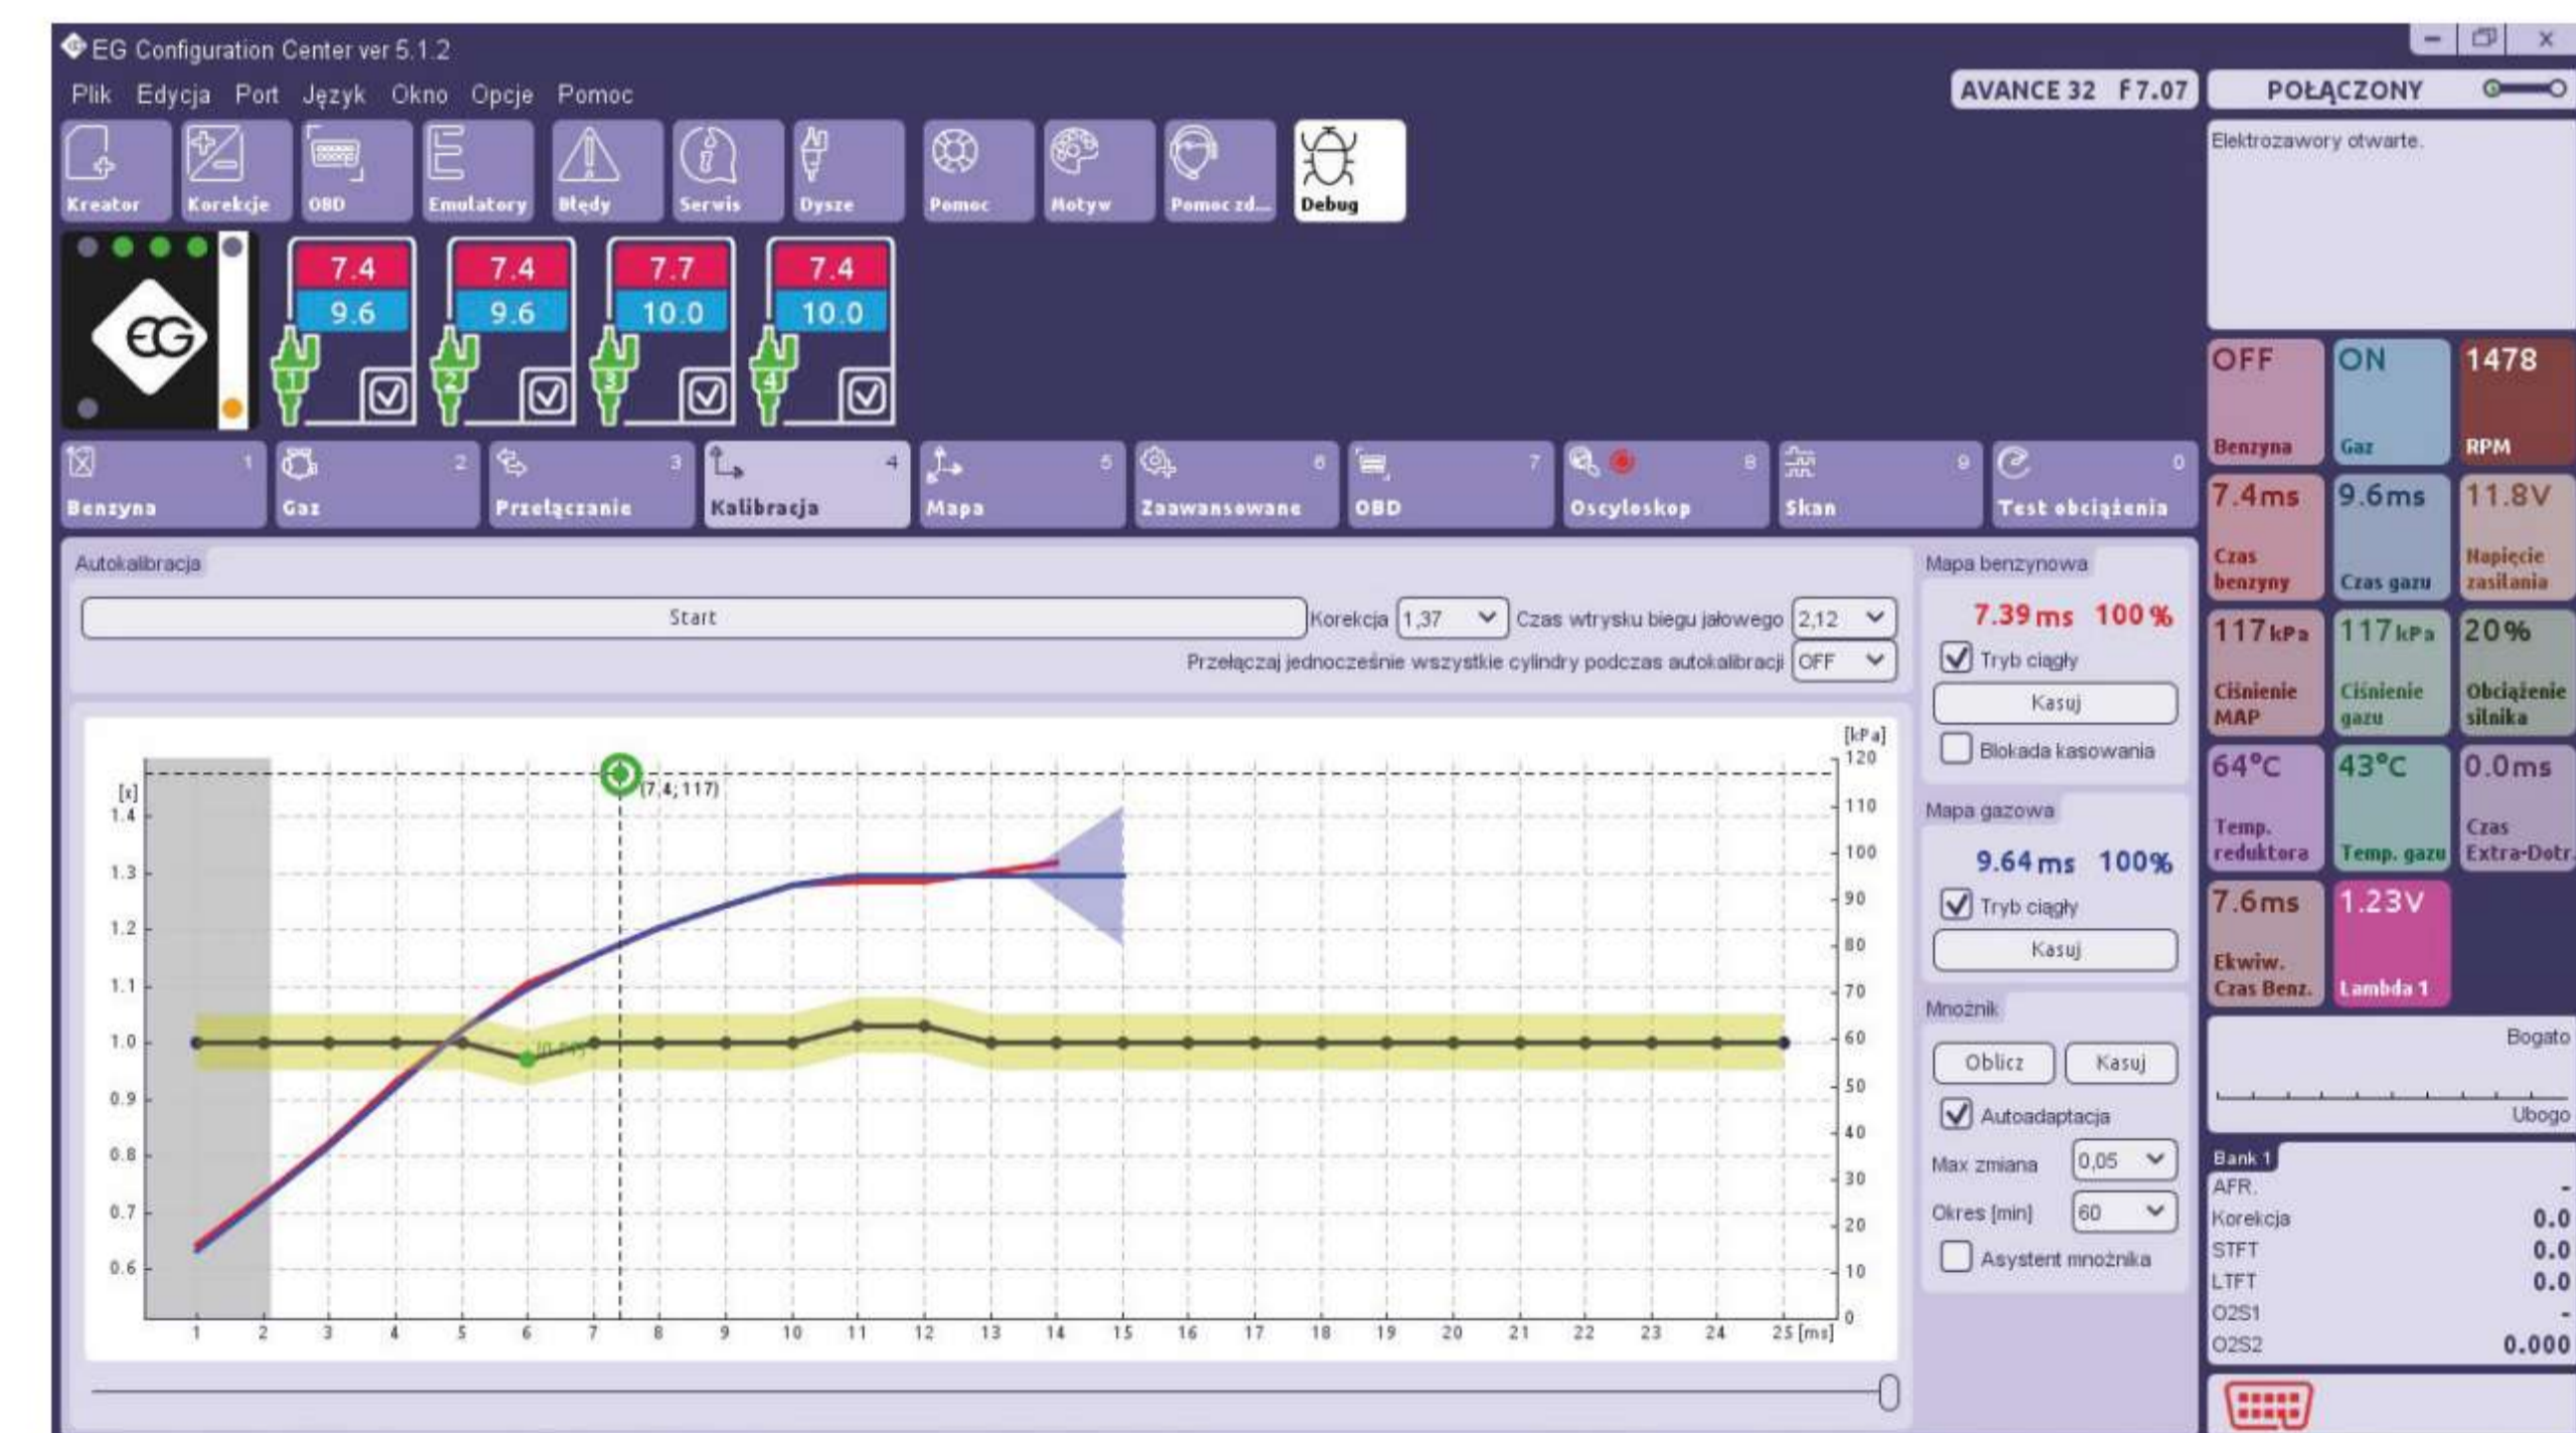 EG Configuration Center ver 5.1.2
Plik Edycja Port Język Okno Opcje Pomoc
AVANCE 32 F7.07
POŁĄCZONY
Kreator Korekcje OBD Emulatory Błędy Serwis Dysze Pomoc Motyw Pomoc zd... Debug
Elektrozawory otwarte.
EG
7.4 7.4 7.7 7.4
9.6 9.6 10.0 10.0
1 2 3 4
OFF ON 1478
Benzyna Gaz RPM
1 2 3 4 5 6 7 8 9 0
Benzyna Gaz Przełączanie Kalibracja Mapa Zaawansowane OBD Oscyloskop Skan Test obciążenia
7.4ms 9.6ms 11.8V
Czas benzyny Czas gazu Napięcie zasilania
117 kPa 117 kPa 20%
Ciśnienie MAP Ciśnienie gazu Obciążenie silnika
64°C 43°C 0.0ms
Temp. reduktora Temp. gazu Czas Extra-Dotr.
7.6ms 1.23V
Ekwiw. Czas Benz. Lambda 1
Autokalibracja
Start Korekcja 1,37 Czas wtrysku biegu jałowego 2,12
Przełączaj jednocześnie wszystkie cylindry podczas autokalibracji OFF
[x]
1.4
1.3
1.2
1.1
1.0
0.9
0.8
0.7
0.6
(7.4; 117)
[kPa]
120
110
100
90
80
70
60
50
40
30
20
10
0
1 2 3 4 5 6 7 8 9 10 11 12 13 14 15 16 17 18 19 20 21 22 23 24 25 [ms]
Mapa benzynowa
7.39 ms 100 %
Tryb ciągły
Kasuj
Blokada kasowania
Mapa gazowa
9.64 ms 100%
Tryb ciągły
Kasuj
Mnożnik
Oblicz Kasuj
Autoadaptacja
Max zmiana 0,05
Okres [min] 60
Asystent mnożnika
Bogato
Ubogo
Bank 1
AFR. -
Korekcja 0.0
STFT 0.0
LTFT 0.0
O2S1 -
O2S2 0.000